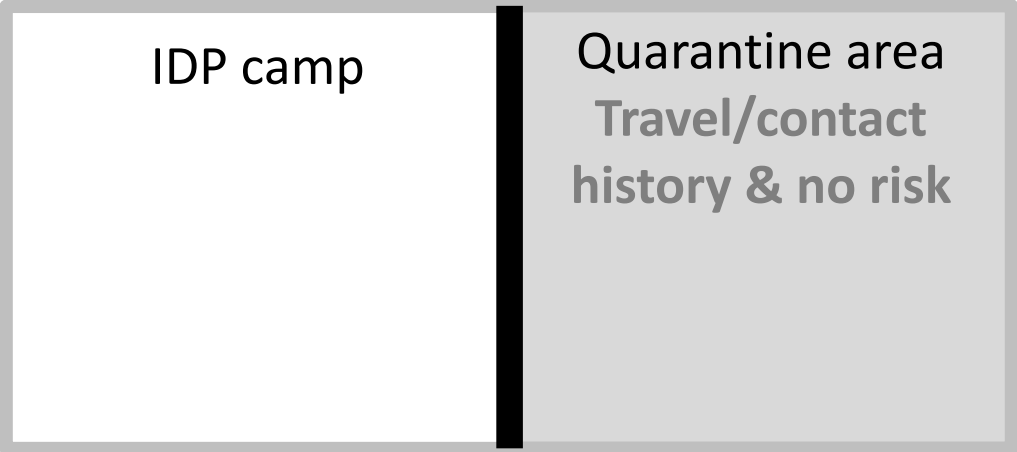 IDP camp
Quarantine area
Travel/contact
history & no risk